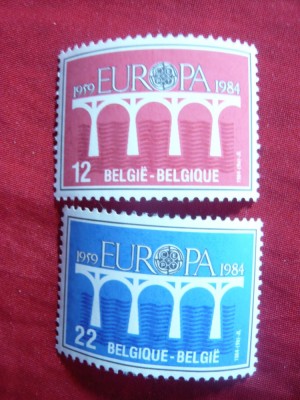 1959 EUROPA 1984
12 BELGIË-BELGIQUE
1959 EUROPA 1984
22 BELGIQUE-BELGIË